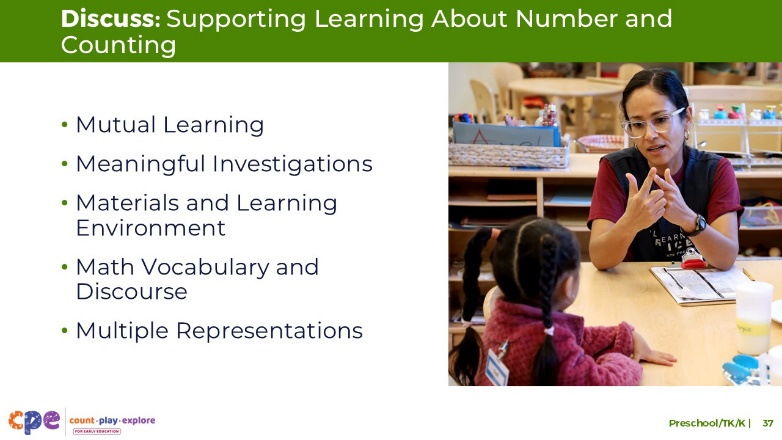 Discuss: Supporting Learning About Number and
Counting
• Mutual Learning
• Meaningful Investigations
• Materials and Learning
Environment
• Math Vocabulary and
Discourse
• Multiple Representations
cpe
count·play·explore
FOR EARLY EDUCATION
Preschool/TK/K | 37